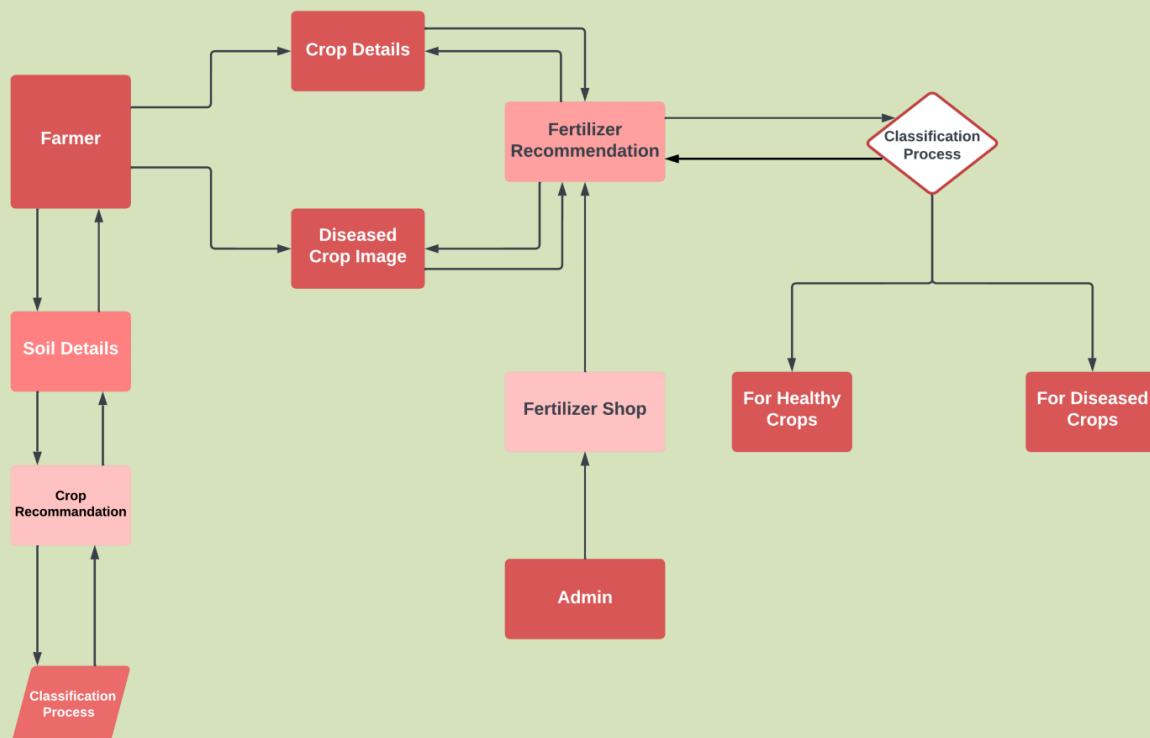 Crop Details
Farmer
Fertilizer
Recommendation
Classification
Process
Diseased
Crop Image
Soil Details
Fertilizer Shop
For Healthy
Crops
For Diseased
Crops
Crop
Recommandation
Admin
Classification
Process